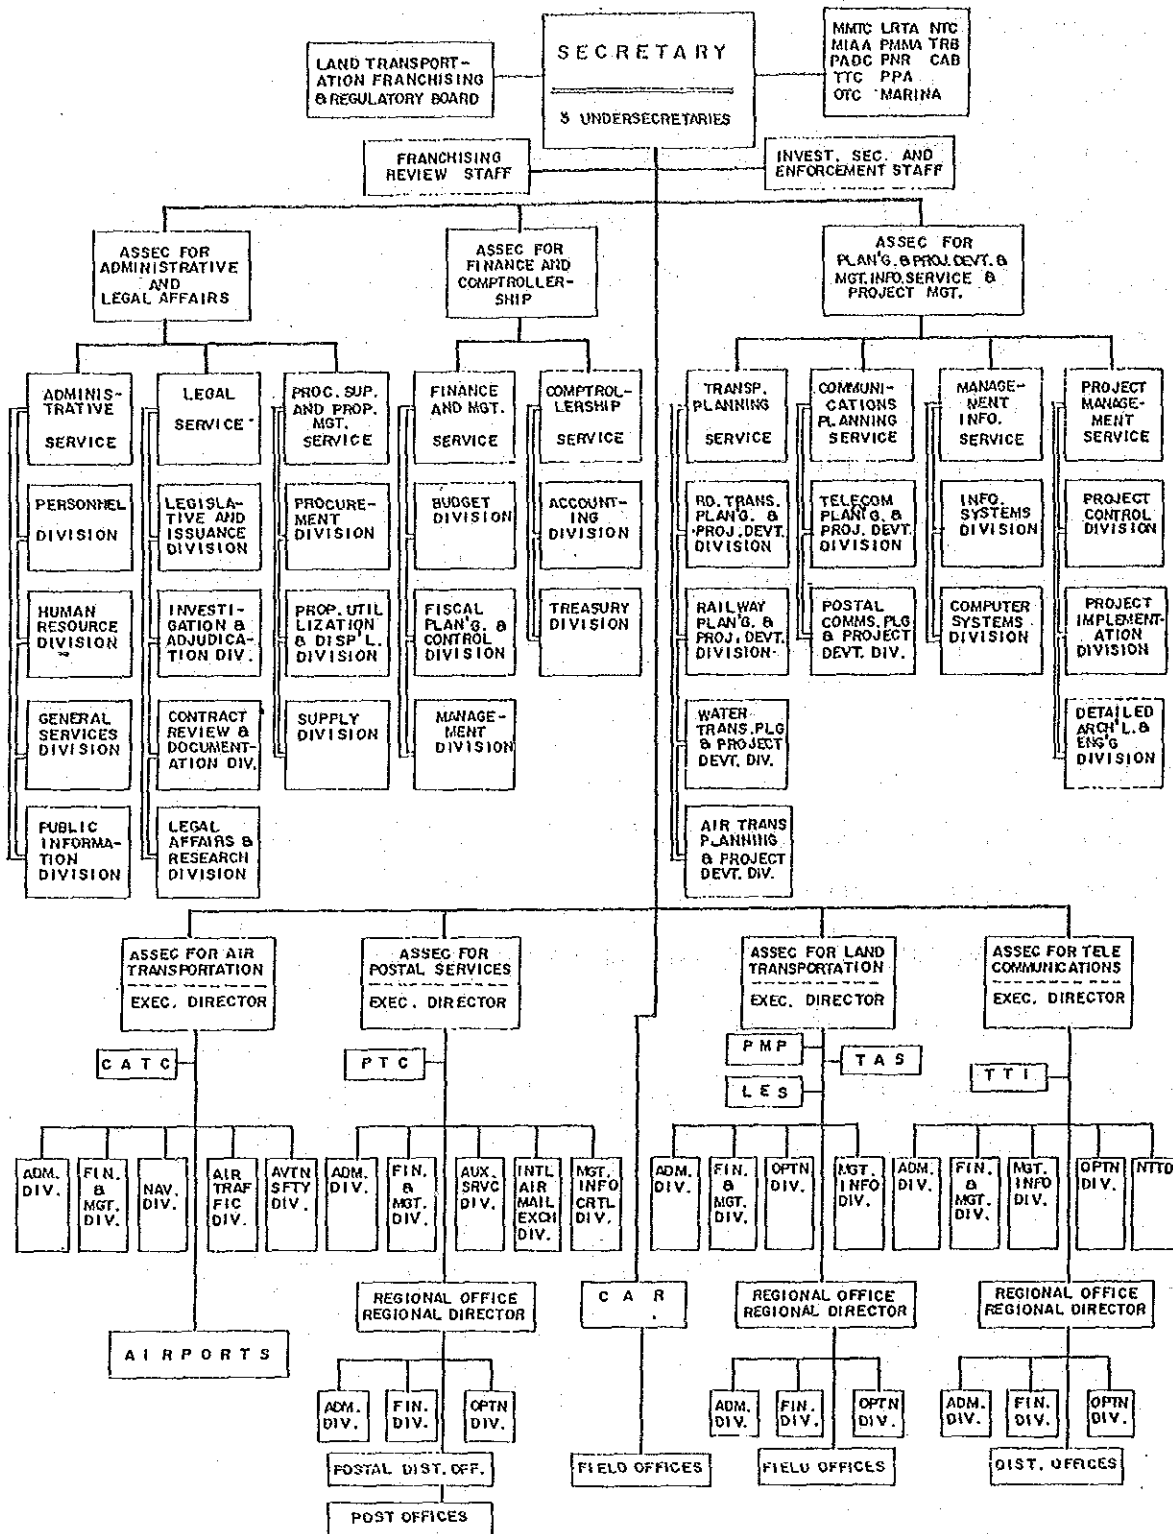 SECRETARY
3 UNDERSECRETARIES
LAND TRANSPORT-
ATION FRANCHISING
& REGULATORY BOARD
MMTC LRTA NTC
MIAA PMMA TRB
PADC PNR CAB
TTC PPA
OTC MARINA
FRANCHISING
REVIEW STAFF
INVEST. SEC. AND
ENFORCEMENT STAFF
ASSEC FOR
ADMINISTRATIVE
AND
LEGAL AFFAIRS
ASSEC FOR
FINANCE AND
COMPTROLLER-
SHIP
ASSEC FOR
PLAN'G. & PROJ. DEVT. &
MGT. INFO. SERVICE &
PROJECT MGT.
ADMINIS-
TRATIVE
SERVICE
LEGAL
SERVICE
PROC. SUP.
AND PROP.
MGT.
SERVICE
FINANCE
AND MGT.
SERVICE
COMPTROL-
LERSHIP
SERVICE
TRANSP.
PLANNING
SERVICE
COMMUNI-
CATIONS
PLANNING
SERVICE
MANAGE-
MENT
INFO.
SERVICE
PROJECT
MANAGE-
MENT
SERVICE
PERSONNEL
DIVISION
LEGISLA-
TIVE AND
ISSUANCE
DIVISION
PROCURE-
MENT
DIVISION
BUDGET
DIVISION
ACCOUNT-
ING
DIVISION
RD. TRANS.
PLAN'G. &
PROJ. DEVT.
DIVISION
TELECOM
PLAN'G. &
PROJ. DEVT.
DIVISION
INFO.
SYSTEMS
DIVISION
PROJECT
CONTROL
DIVISION
HUMAN
RESOURCE
DIVISION
INVESTI-
GATION &
ADJUDICA-
TION DIV.
PROP. UTIL
IZATION
& DISP'L.
DIVISION
FISCAL
PLAN'G. &
CONTROL
DIVISION
TREASURY
DIVISION
RAILWAY
PLAN'G. &
PROJ. DEVT.
DIVISION
POSTAL
COMMS. PLG
& PROJECT
DEVT. DIV.
COMPUTER
SYSTEMS
DIVISION
PROJECT
IMPLEMENT-
ATION
DIVISION
GENERAL
SERVICES
DIVISION
CONTRACT
REVIEW &
DOCUMENT-
ATION DIV.
SUPPLY
DIVISION
MANAGE-
MENT
DIVISION
WATER
TRANS. PLG
& PROJECT
DEVT. DIV.
DETAILED
ARCH'L. &
ENG'G
DIVISION
PUBLIC
INFORMA-
TION
DIVISION
LEGAL
AFFAIRS &
RESEARCH
DIVISION
AIR TRANS
PLANNING
& PROJECT
DEVT. DIV.
ASSEC FOR AIR
TRANSPORTATION
EXEC. DIRECTOR
ASSEC FOR
POSTAL SERVICES
EXEC. DIRECTOR
ASSEC FOR LAND
TRANSPORTATION
EXEC. DIRECTOR
ASSEC FOR TELE
COMMUNICATIONS
EXEC. DIRECTOR
CATC
PTC
PMP
TAS
LES
TTI
ADM.
DIV.
FIN.
&
MGT.
DIV.
NAV.
DIV.
AIR
TRAF
FIC
DIV.
AVTN
SFTY
DIV.
ADM.
DIV.
FIN.
&
MGT.
DIV.
AUX.
SRVC
DIV.
INTL
AIR
MAIL
EXCH
DIV.
MGT.
INFO
CRTL
DIV.
ADM.
DIV.
FIN.
&
MGT.
DIV.
OPTN
DIV.
MGT.
INFO
DIV.
ADM.
DIV.
FIN.
&
MGT.
DIV.
MGT.
INFO
DIV.
OPTN
DIV.
NTTD
AIRPORTS
REGIONAL OFFICE
REGIONAL DIRECTOR
CAR
REGIONAL OFFICE
REGIONAL DIRECTOR
REGIONAL OFFICE
REGIONAL DIRECTOR
ADM.
DIV.
FIN.
DIV.
OPTN
DIV.
ADM.
DIV.
FIN.
DIV.
OPTN
DIV.
ADM.
DIV.
FIN.
DIV.
OPTN
DIV.
POSTAL DIST. OFF.
FIELD OFFICES
FIELD OFFICES
DIST. OFFICES
POST OFFICES